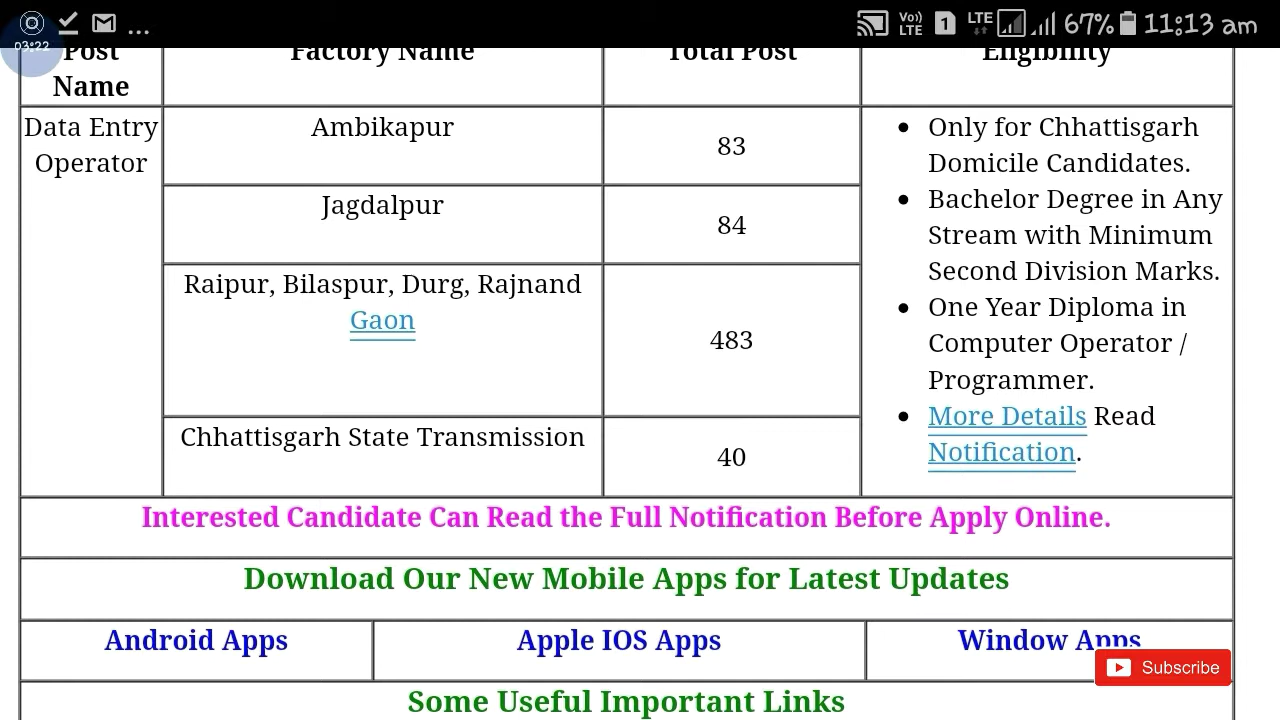 ... Vo) LTE 1 LTE 67% 11:13 am
03:22
Post Name
Factory Name
Total Post
Eligibility
Data Entry
Operator
Ambikapur
83
Jagdalpur
84
Raipur, Bilaspur, Durg, Rajnand
Gaon
483
Chhattisgarh State Transmission
40
Only for Chhattisgarh
Domicile Candidates.
Bachelor Degree in Any
Stream with Minimum
Second Division Marks.
One Year Diploma in
Computer Operator /
Programmer.
More Details Read
Notification.
Interested Candidate Can Read the Full Notification Before Apply Online.
Download Our New Mobile Apps for Latest Updates
Android Apps
Apple IOS Apps
Window Apps
Subscribe
Some Useful Important Links